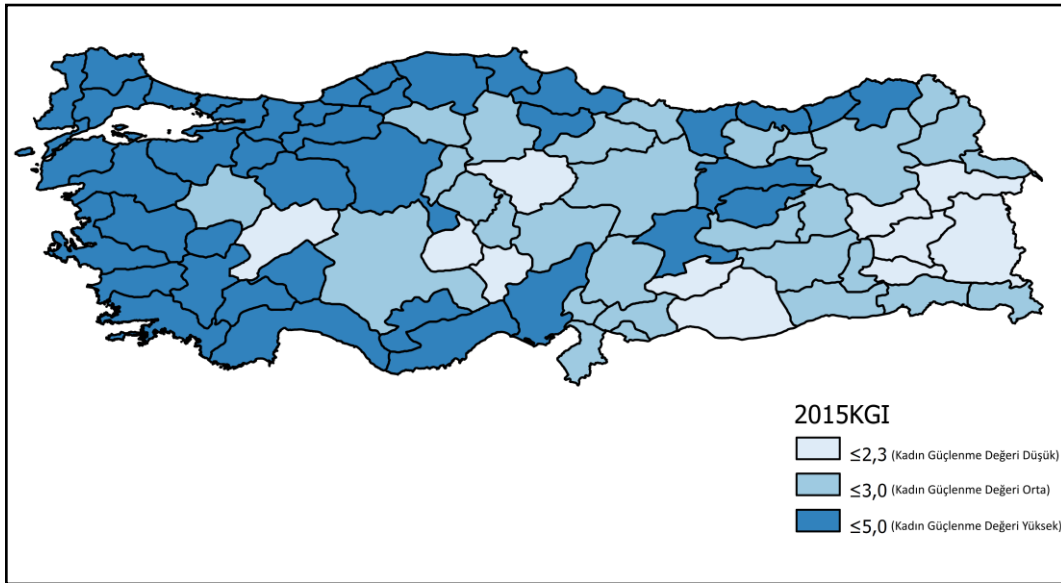 2015KGI
≤2,3 (Kadın Güçlenme Değeri Düşük)
≤3,0 (Kadın Güçlenme Değeri Orta)
≤5,0 (Kadın Güçlenme Değeri Yüksek)